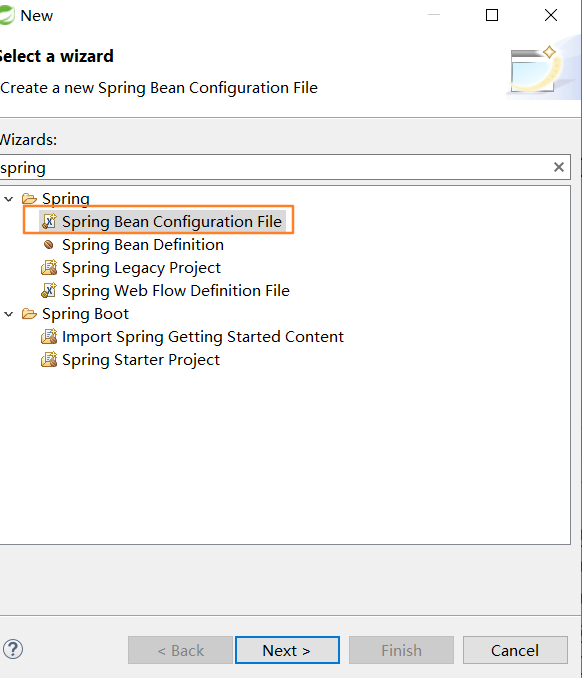 New
Select a wizard
Create a new Spring Bean Configuration File
Wizards:
spring
Spring
Spring Bean Configuration File
Spring Bean Definition
Spring Legacy Project
Spring Web Flow Definition File
Spring Boot
Import Spring Getting Started Content
Spring Starter Project
< Back
Next >
Finish
Cancel